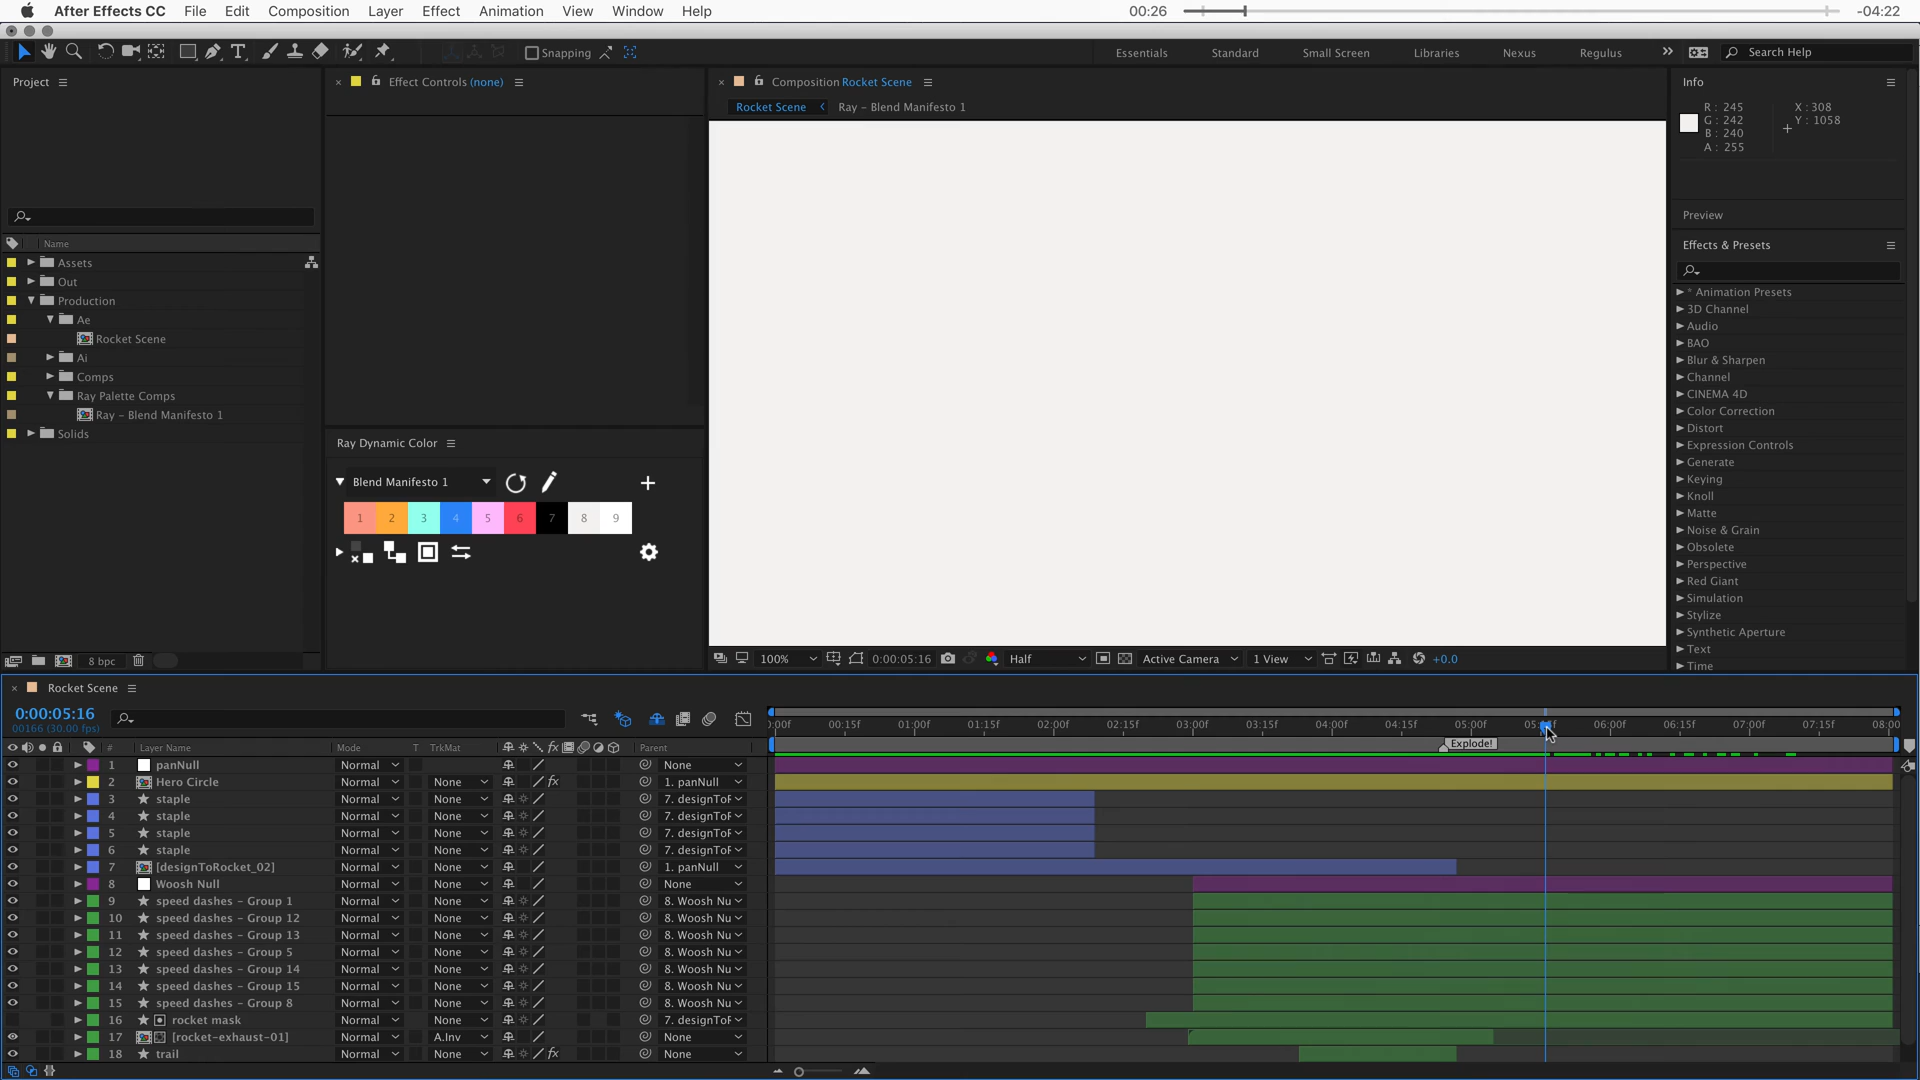 After Effects CC File Edit Composition Layer Effect Animation View Window Help 00:26 -04:22
Snapping Essentials Standard Small Screen Libraries Nexus Regulus Search Help
Project
Effect Controls (none)
Composition Rocket Scene
Rocket Scene Ray – Blend Manifesto 1
Info
R: 245 X: 308
G: 242 Y: 1058
B: 240
A: 255
Preview
Effects & Presets
* Animation Presets
3D Channel
Audio
BAO
Blur & Sharpen
Channel
CINEMA 4D
Color Correction
Distort
Expression Controls
Generate
Keying
Knoll
Matte
Noise & Grain
Obsolete
Perspective
Red Giant
Simulation
Stylize
Synthetic Aperture
Text
Time
Name
Assets
Out
Production
Ae
Rocket Scene
Ai
Comps
Ray Palette Comps
Ray – Blend Manifesto 1
Solids
8 bpc
Ray Dynamic Color
Blend Manifesto 1
1 2 3 4 5 6 7 8 9
100% 0:00:05:16 Half Active Camera 1 View +0.0
Rocket Scene
0:00:05:16
00166 (30.00 fps)
:00f 00:15f 01:00f 01:15f 02:00f 02:15f 03:00f 03:15f 04:00f 04:15f 05:00f 06:00f 06:15f 07:00f 07:15f 08:00
Explode!
# Layer Name Mode T TrkMat Parent
1 panNull Normal None
2 Hero Circle Normal None 1. panNull
3 staple Normal None 7. designToF
4 staple Normal None 7. designToF
5 staple Normal None 7. designToF
6 staple Normal None 7. designToF
7 [designToRocket_02] Normal None 1. panNull
8 Woosh Null Normal None None
9 speed dashes – Group 1 Normal None 8. Woosh Nu
10 speed dashes – Group 12 Normal None 8. Woosh Nu
11 speed dashes – Group 13 Normal None 8. Woosh Nu
12 speed dashes – Group 5 Normal None 8. Woosh Nu
13 speed dashes – Group 14 Normal None 8. Woosh Nu
14 speed dashes – Group 15 Normal None 8. Woosh Nu
15 speed dashes – Group 8 Normal None 8. Woosh Nu
16 rocket mask Normal None 7. designToF
17 [rocket-exhaust-01] Normal A.Inv None
18 trail Normal None None